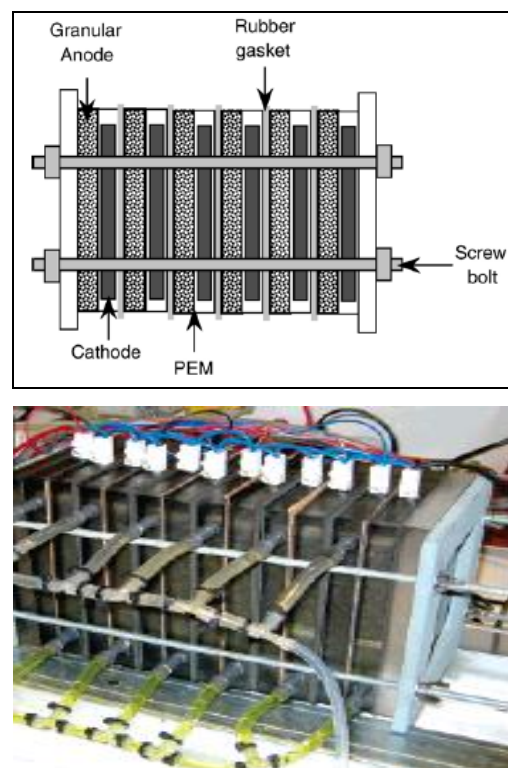 Granular
Anode
Rubber
gasket
Screw
bolt
Cathode
PEM